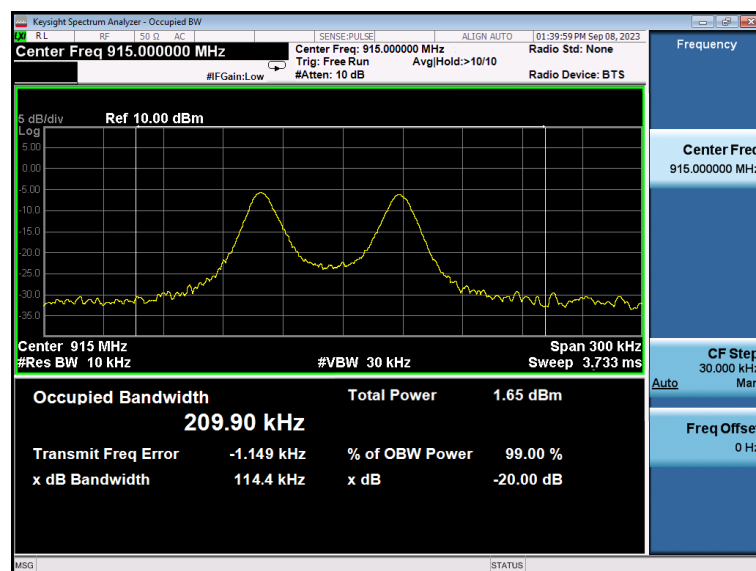 Keysight Spectrum Analyzer - Occupied BW
LXI RL RF 50 Ω AC SENSE:PULSE ALIGN AUTO 01:39:59 PM Sep 08, 2023
Center Freq 915.000000 MHz
Center Freq: 915.000000 MHz
Radio Std: None
Trig: Free Run Avg|Hold:>10/10
#IFGain:Low
#Atten: 10 dB
Radio Device: BTS
5 dB/div
Ref 10.00 dBm
Log
5.00
0.00
-5.00
-10.0
-15.0
-20.0
-25.0
-30.0
-35.0
Center 915 MHz
Span 300 kHz
#Res BW 10 kHz
#VBW 30 kHz
Sweep 3.733 ms
Occupied Bandwidth
209.90 kHz
Total Power 1.65 dBm
Transmit Freq Error -1.149 kHz
% of OBW Power 99.00 %
x dB Bandwidth 114.4 kHz
x dB -20.00 dB
Frequency
Center Freq
915.000000 MHz
CF Step
30.000 kHz
Auto Man
Freq Offset
0 Hz
MSG
STATUS